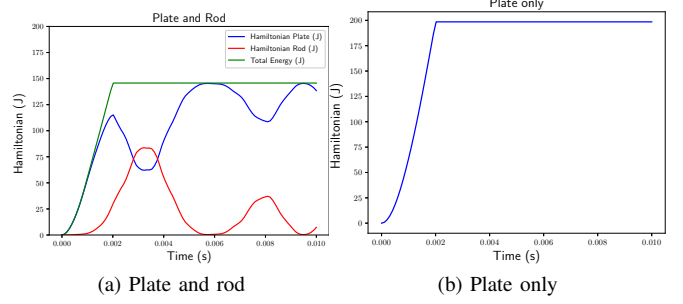 Plate and Rod
Hamiltonian (J)
200
175
150
125
100
75
50
25
0
Hamiltonian Plate (J)
Hamiltonian Rod (J)
Total Energy (J)
0.000 0.002 0.004 0.006 0.008 0.010
Time (s)
(a) Plate and rod
Plate only
Hamiltonian (J)
200
175
150
125
100
75
50
25
0
0.000 0.002 0.004 0.006 0.008 0.010
Time (s)
(b) Plate only